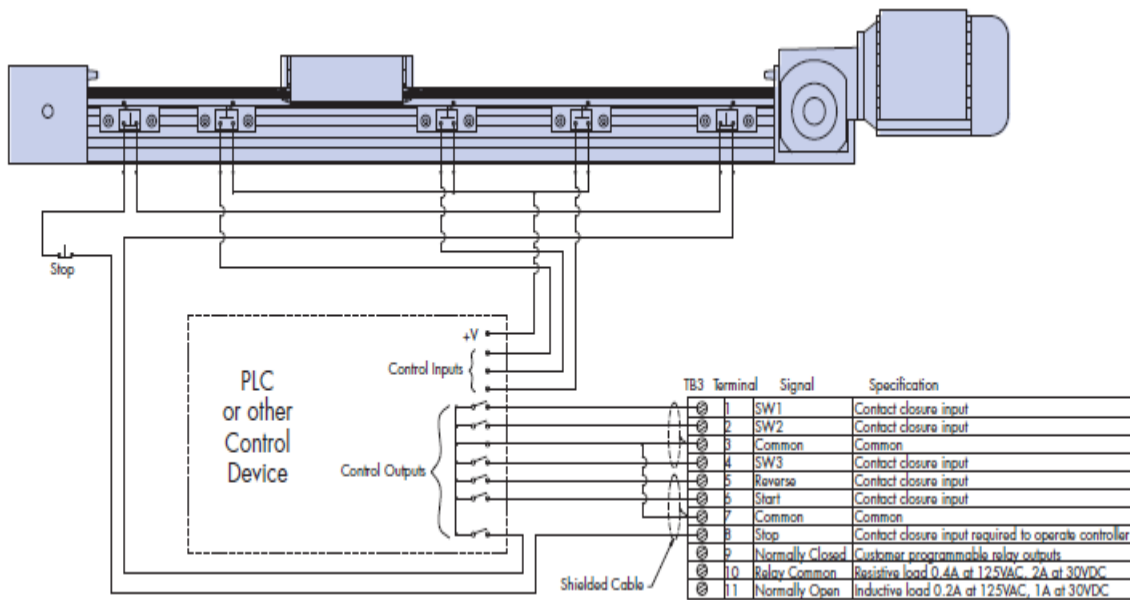 Stop
+V
Control Inputs
PLC
or other
Control
Device
Control Outputs
Shielded Cable
TB3 Terminal Signal Specification
1 SW1 Contact closure input
2 SW2 Contact closure input
3 Common Common
4 SW3 Contact closure input
5 Reverse Contact closure input
6 Start Contact closure input
7 Common Common
8 Stop Contact closure input required to operate controller
9 Normally Closed Customer programmable relay outputs
10 Relay Common Resistive load 0.4A at 125VAC, 2A at 30VDC
11 Normally Open Inductive load 0.2A at 125VAC, 1A at 30VDC